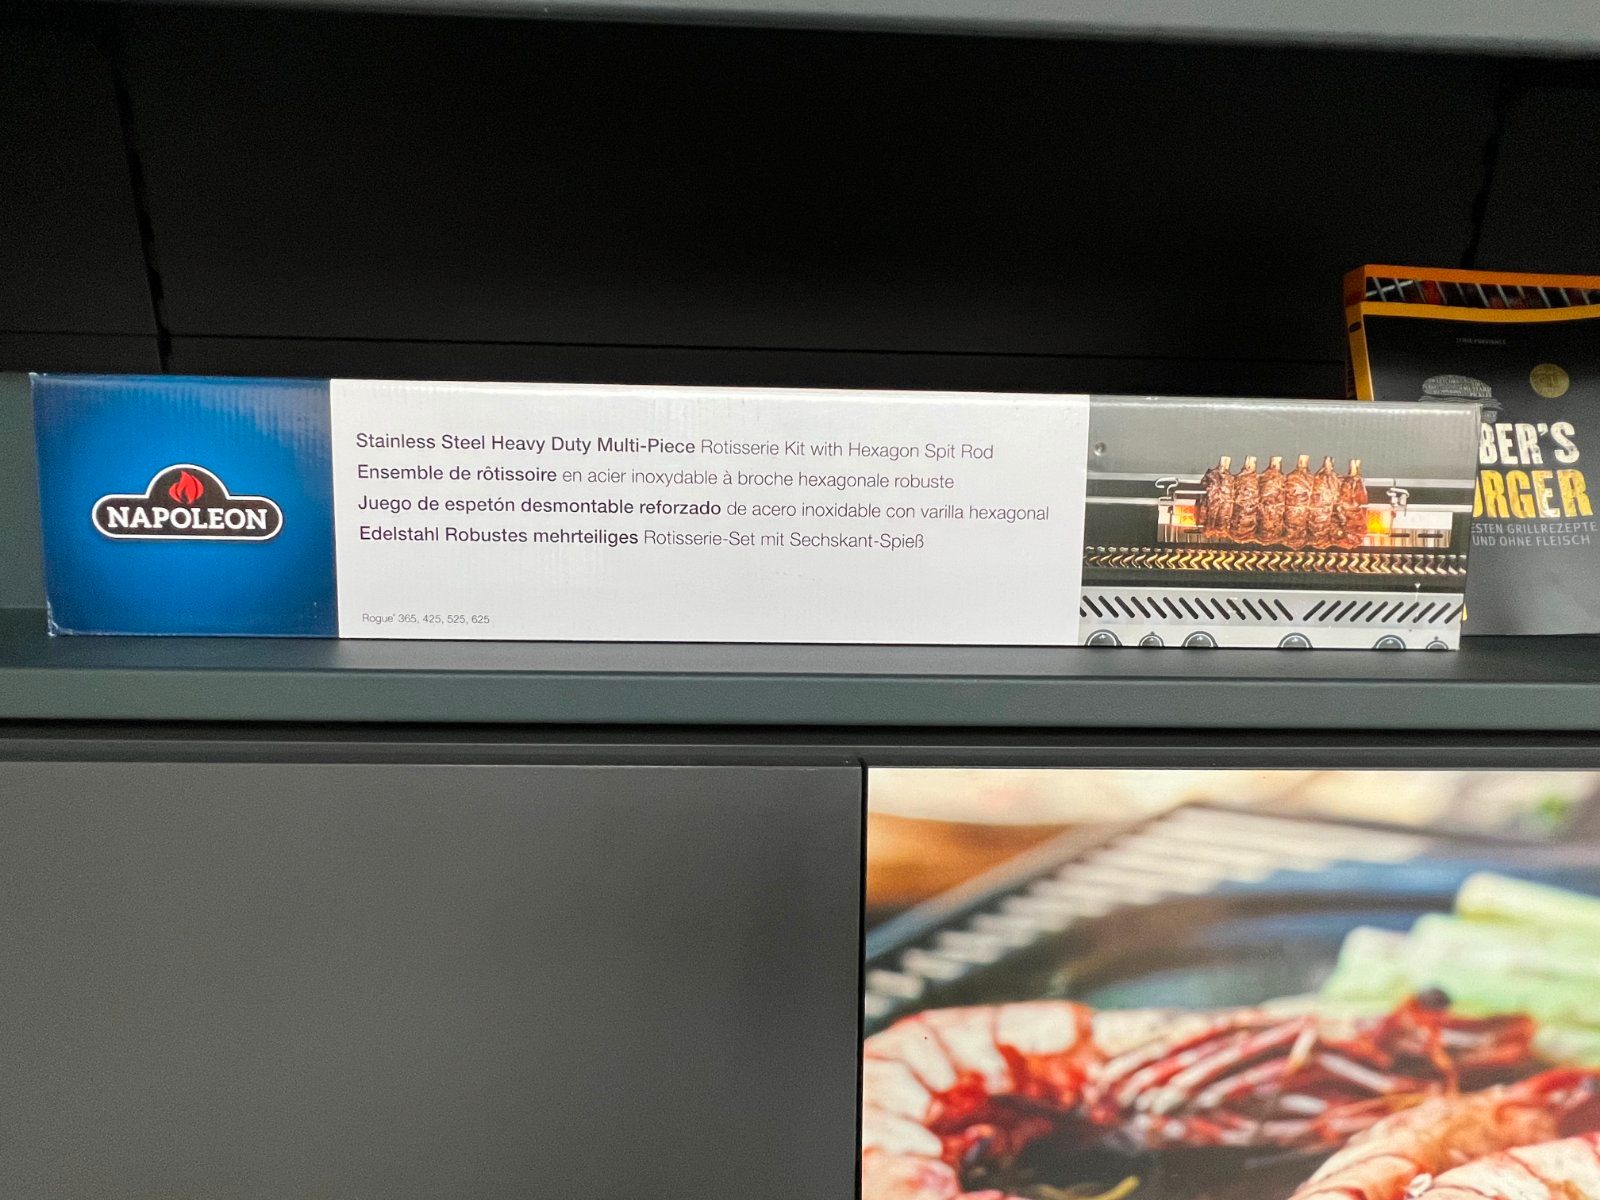 NAPOLEON
Stainless Steel Heavy Duty Multi-Piece Rotisserie Kit with Hexagon Spit Rod
Ensemble de rôtissoire en acier inoxydable à broche hexagonale robuste
Juego de espetón desmontable reforzado de acero inoxidable con varilla hexagonal
Edelstahl Robustes mehrteiliges Rotisserie-Set mit Sechskant-Spieß
Rogue® 365, 425, 525, 625
BER'S
RGER
STEN GRILLREZEPTE
UND OHNE FLEISCH